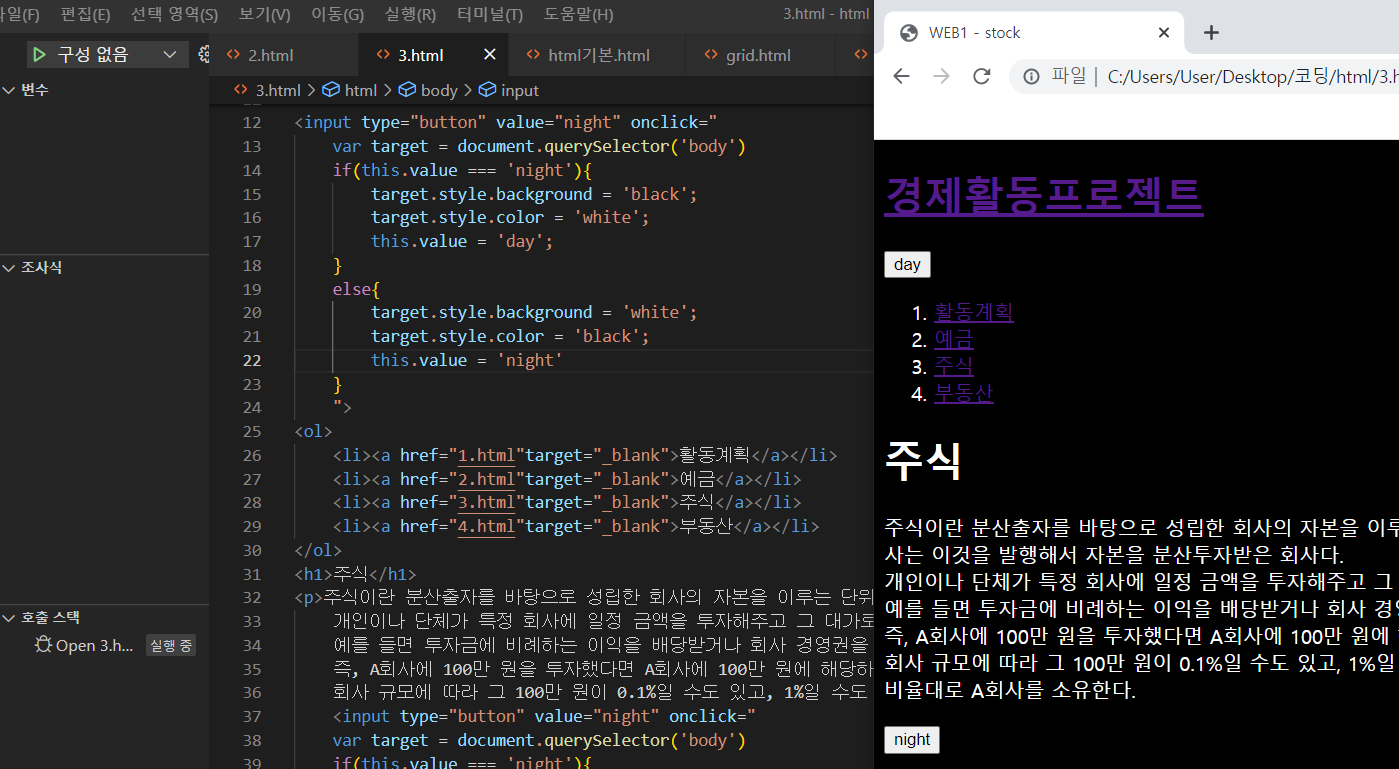 파일(F) 편집(E) 선택 영역(S) 보기(V) 이동(G) 실행(R) 터미널(T) 도움말(H) 3.html - html
구성 없음
2.html 3.html html기본.html grid.html
3.html > html > body > input
변수
조사식
호출 스택
Open 3.h... 실행 중
12 <input type="button" value="night" onclick="
13 var target = document.querySelector('body')
14 if(this.value === 'night'){
15 target.style.background = 'black';
16 target.style.color = 'white';
17 this.value = 'day';
18 }
19 else{
20 target.style.background = 'white';
21 target.style.color = 'black';
22 this.value = 'night'
23 }
24 ">
25 <ol>
26 <li><a href="1.html"target="_blank">활동계획</a></li>
27 <li><a href="2.html"target="_blank">예금</a></li>
28 <li><a href="3.html"target="_blank">주식</a></li>
29 <li><a href="4.html"target="_blank">부동산</a></li>
30 </ol>
31 <h1>주식</h1>
32 <p>주식이란 분산출자를 바탕으로 성립한 회사의 자본을 이루는 단위
33 개인이나 단체가 특정 회사에 일정 금액을 투자해주고 그 대가로
34 예를 들면 투자금에 비례하는 이익을 배당받거나 회사 경영권을
35 즉, A회사에 100만 원을 투자했다면 A회사에 100만 원에 해당하
36 회사 규모에 따라 그 100만 원이 0.1%일 수도 있고, 1%일 수도
37 <input type="button" value="night" onclick="
38 var target = document.querySelector('body')
39 if(this.value === 'night'){
WEB1 - stock
파일 | C:/Users/User/Desktop/코딩/html/3.h
경제활동프로젝트
day
1. 활동계획
2. 예금
3. 주식
4. 부동산
주식
주식이란 분산출자를 바탕으로 성립한 회사의 자본을 이루
사는 이것을 발행해서 자본을 분산투자받은 회사다.
개인이나 단체가 특정 회사에 일정 금액을 투자해주고 그
예를 들면 투자금에 비례하는 이익을 배당받거나 회사 경영
즉, A회사에 100만 원을 투자했다면 A회사에 100만 원에
회사 규모에 따라 그 100만 원이 0.1%일 수도 있고, 1%일
비율대로 A회사를 소유한다.
night